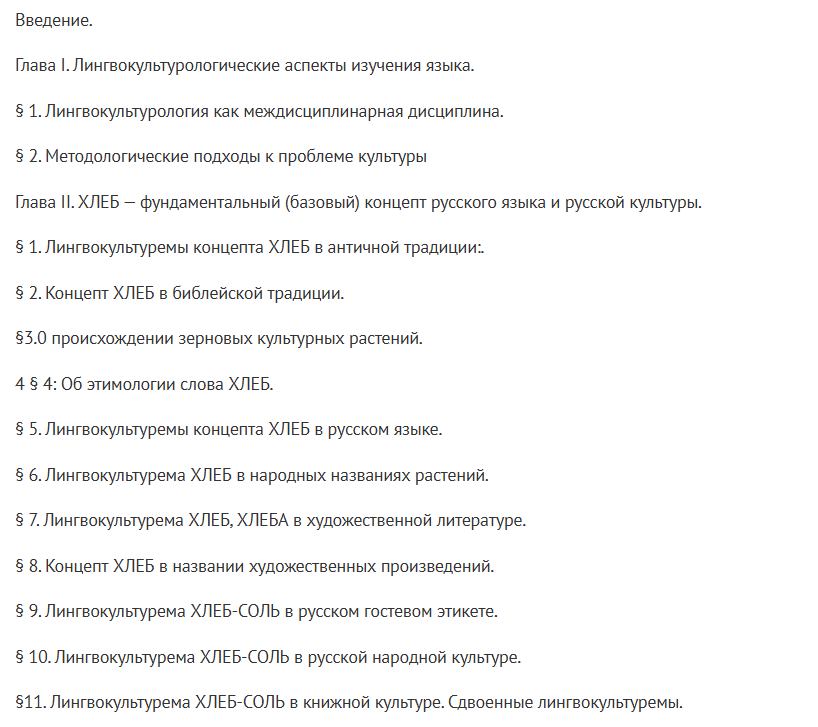 Введение.
Глава I. Лингвокультурологические аспекты изучения языка.
§ 1. Лингвокультурология как междисциплинарная дисциплина.
§ 2. Методологические подходы к проблеме культуры
Глава II. ХЛЕБ — фундаментальный (базовый) концепт русского языка и русской культуры.
§ 1. Лингвокультуремы концепта ХЛЕБ в античной традиции:.
§ 2. Концепт ХЛЕБ в библейской традиции.
§3.0 происхождении зерновых культурных растений.
4 § 4: Об этимологии слова ХЛЕБ.
§ 5. Лингвокультуремы концепта ХЛЕБ в русском языке.
§ 6. Лингвокультурема ХЛЕБ в народных названиях растений.
§ 7. Лингвокультурема ХЛЕБ, ХЛЕБА в художественной литературе.
§ 8. Концепт ХЛЕБ в названии художественных произведений.
§ 9. Лингвокультурема ХЛЕБ-СОЛЬ в русском гостевом этикете.
§ 10. Лингвокультурема ХЛЕБ-СОЛЬ в русской народной культуре.
§11. Лингвокультурема ХЛЕБ-СОЛЬ в книжной культуре. Сдвоенные лингвокультуремы.